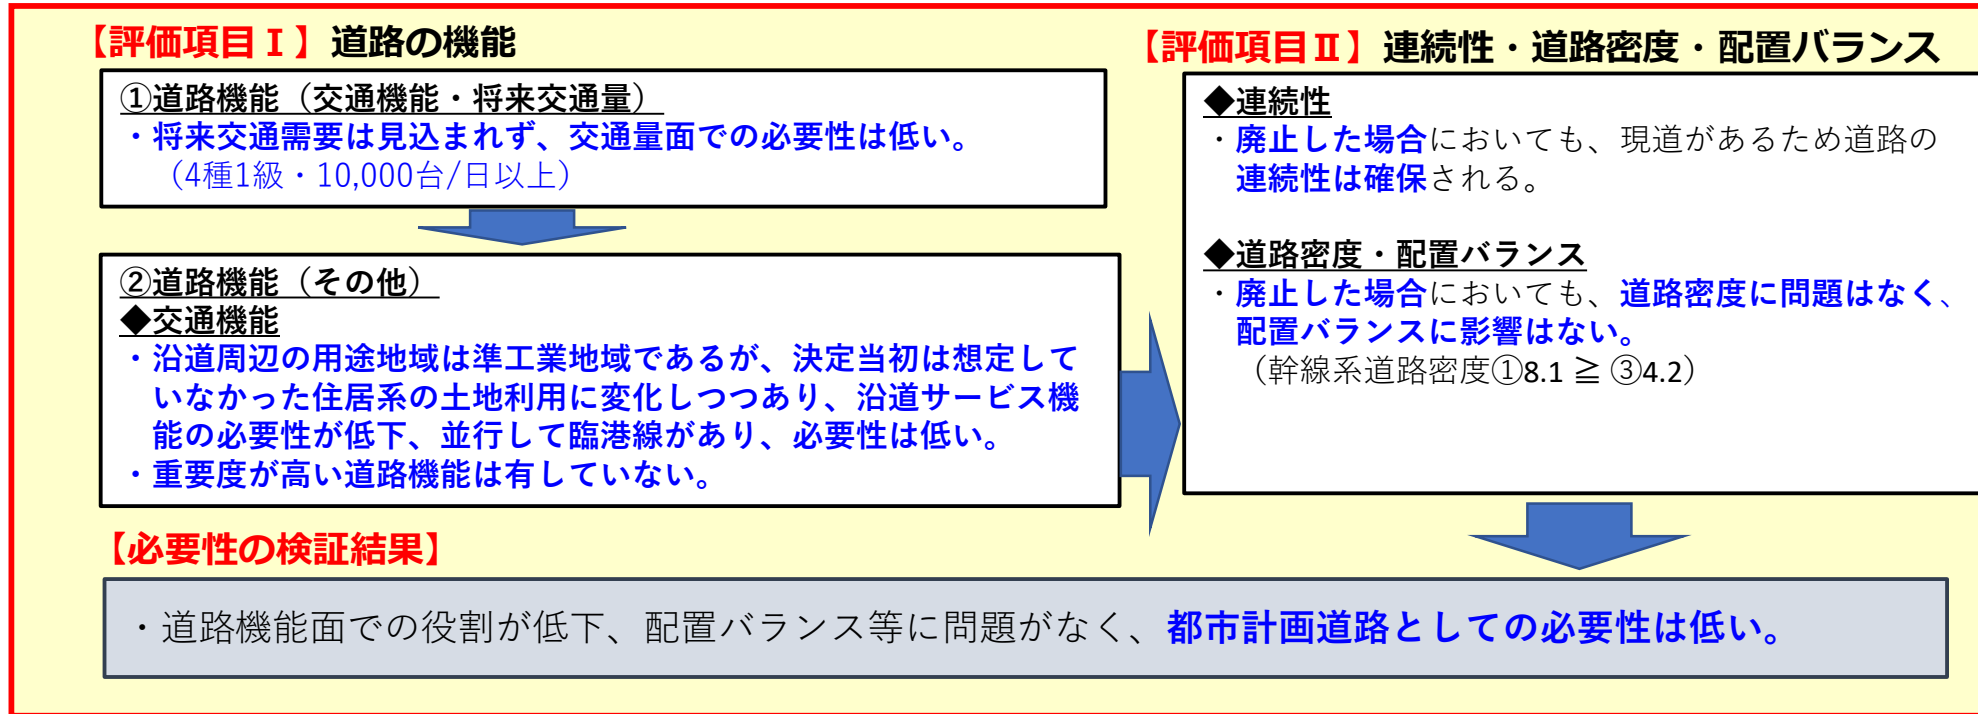 【評価項目Ⅰ】道路の機能
①道路機能（交通機能・将来交通量）
・将来交通需要は見込まれず、交通量面での必要性は低い。
（4種1級・10,000台/日以上）
②道路機能（その他）
◆交通機能
・沿道周辺の用途地域は準工業地域であるが、決定当初は想定して
いなかった住居系の土地利用に変化しつつあり、沿道サービス機
能の必要性が低下、並行して臨港線があり、必要性は低い。
・重要度が高い道路機能は有していない。
【評価項目Ⅱ】連続性・道路密度・配置バランス
◆連続性
・廃止した場合においても、現道があるため道路の
連続性は確保される。
◆道路密度・配置バランス
・廃止した場合においても、道路密度に問題はなく、
配置バランスに影響はない。
（幹線系道路密度①8.1 ≧ ③4.2）
【必要性の検証結果】
・道路機能面での役割が低下、配置バランス等に問題がなく、都市計画道路としての必要性は低い。